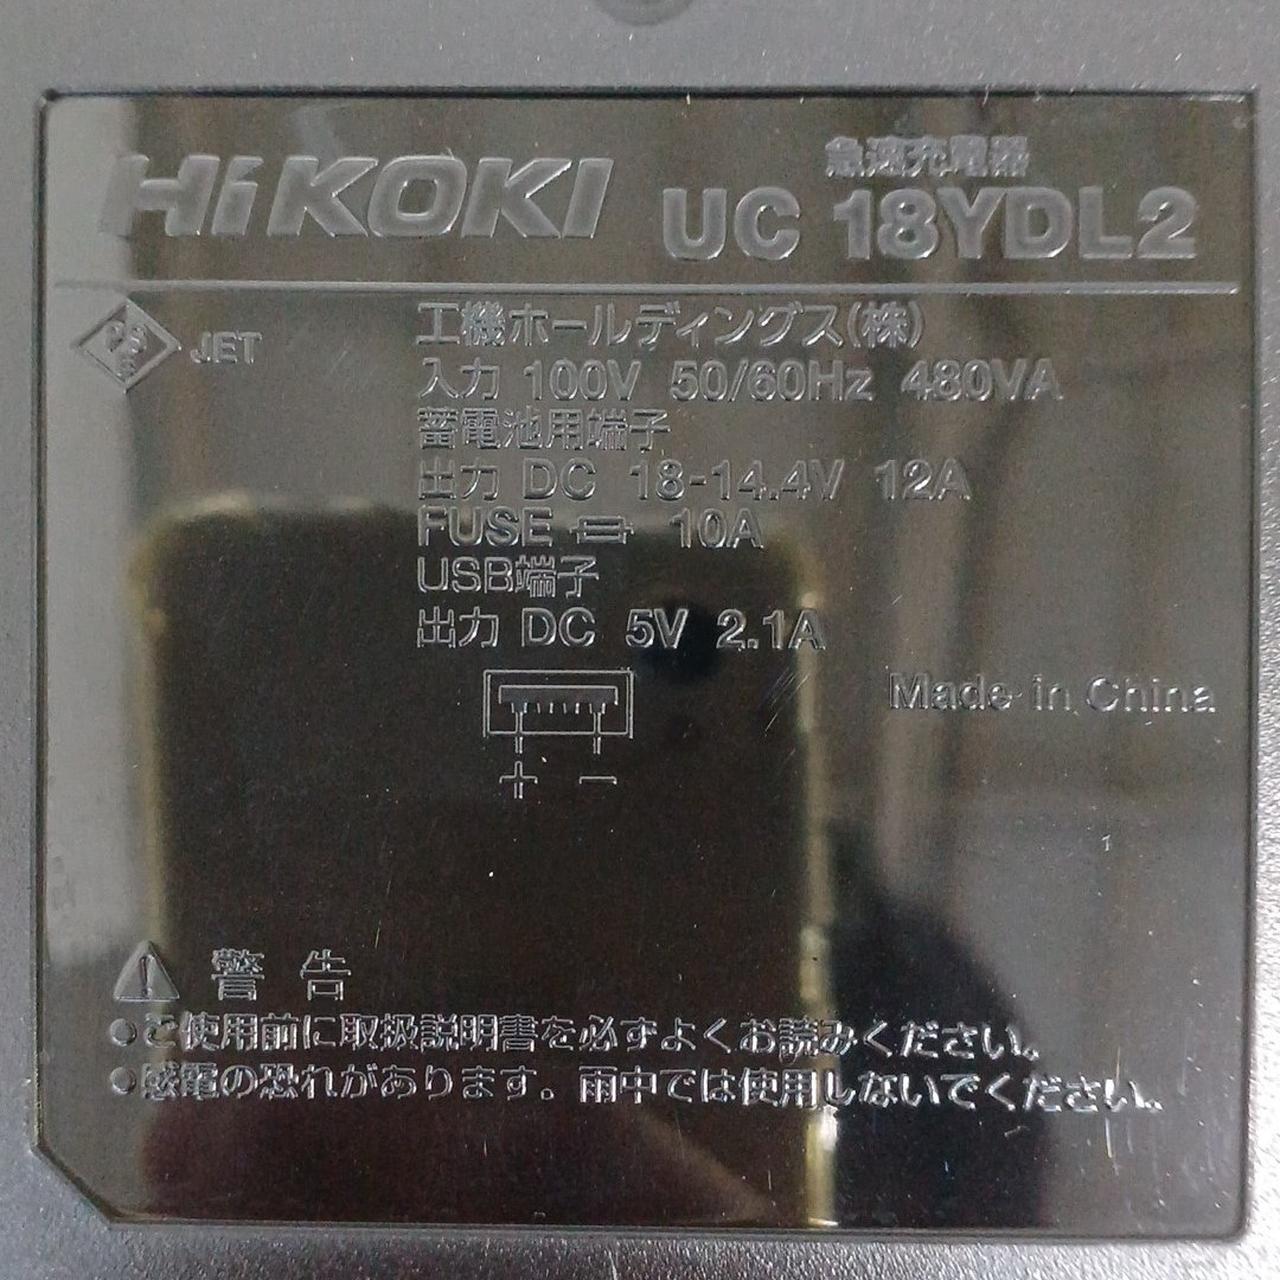 HiKOKI
急速充電器
UC 18YDL2
PSE JET
工機ホールディングス(株)
入力 100V 50/60Hz 480VA
蓄電池用端子
出力 DC 18-14.4V 12A
FUSE 10A
USB端子
出力 DC 5V 2.1A
+ −
Made in China
警告
●ご使用前に取扱説明書を必ずよくお読みください。
●感電の恐れがあります. 雨中では使用しないでください。